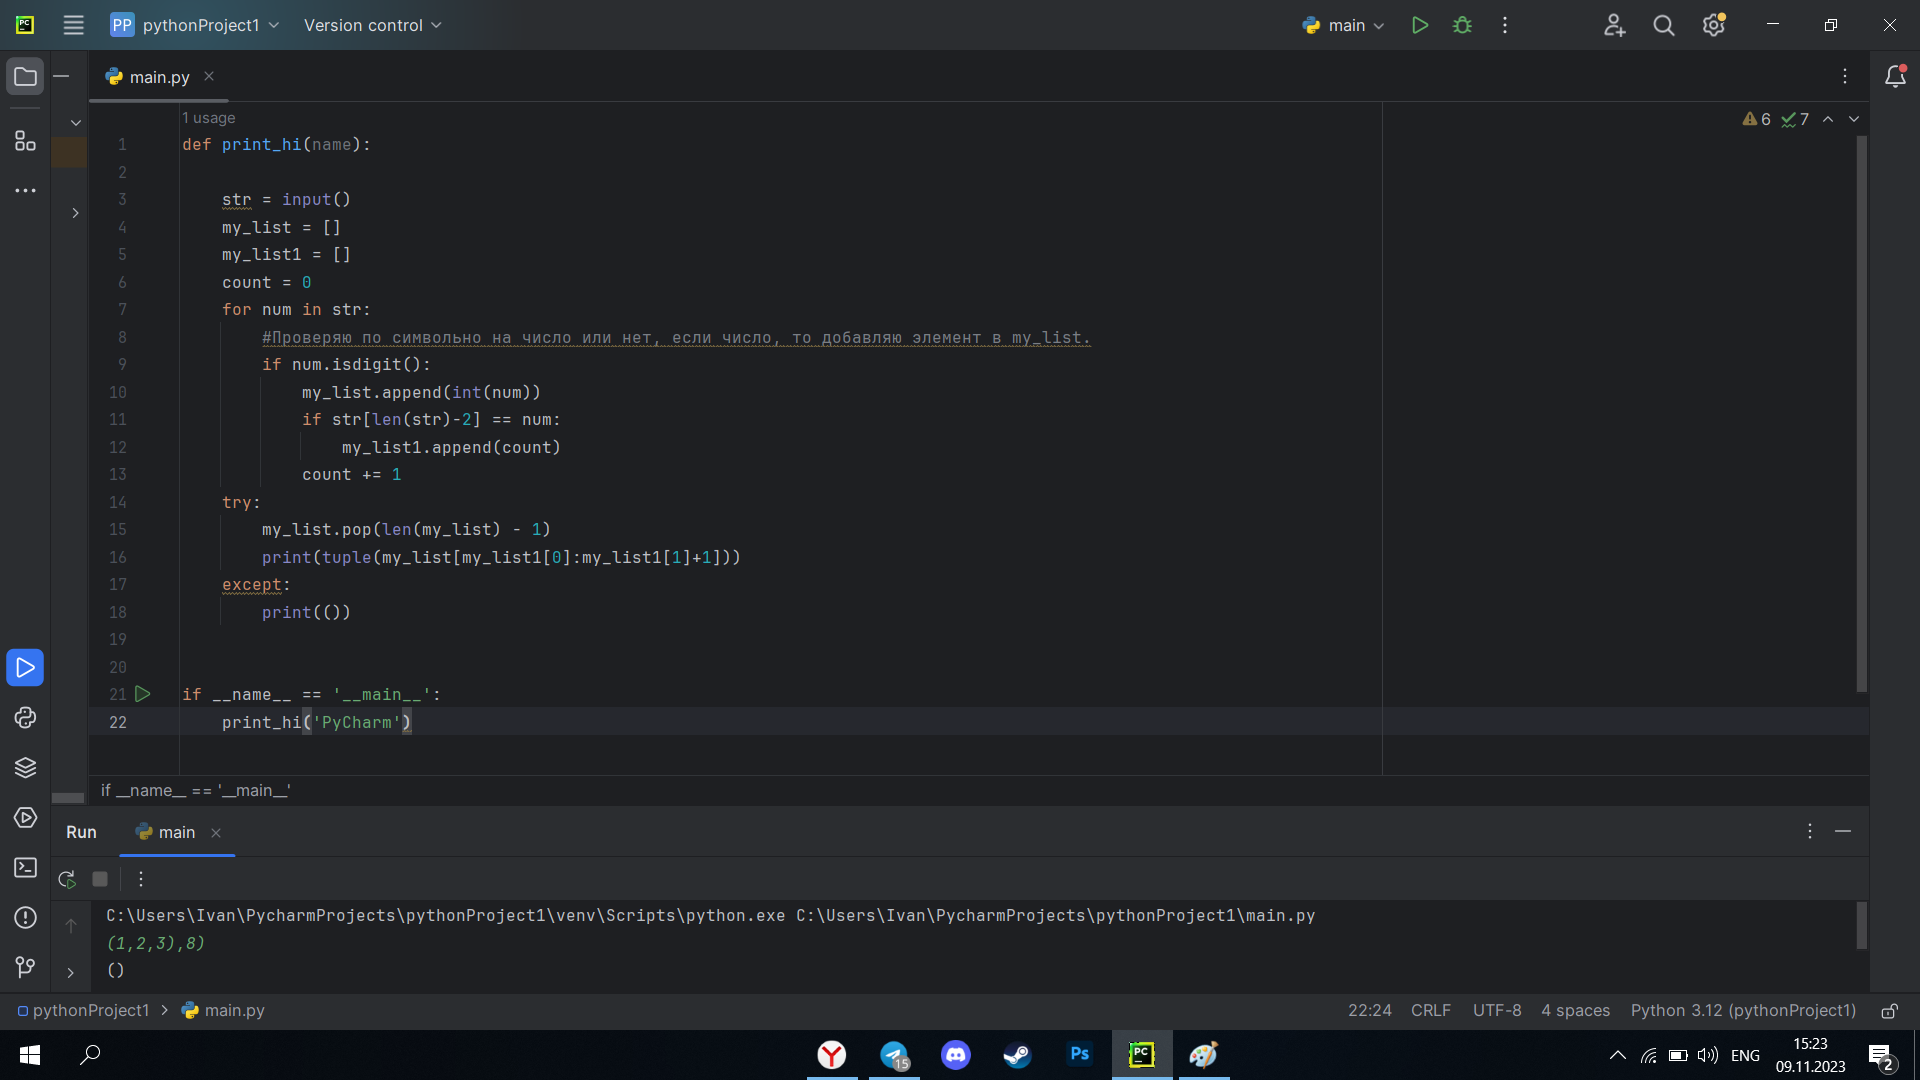 PC
PP pythonProject1 Version control main
main.py
1 usage
6 7
1 def print_hi(name):
2
3 str = input()
4 my_list = []
5 my_list1 = []
6 count = 0
7 for num in str:
8 #Проверяю по символьно на число или нет, если число, то добавляю элемент в my_list.
9 if num.isdigit():
10 my_list.append(int(num))
11 if str[len(str)-2] == num:
12 my_list1.append(count)
13 count += 1
14 try:
15 my_list.pop(len(my_list) - 1)
16 print(tuple(my_list[my_list1[0]:my_list1[1]+1]))
17 except:
18 print(())
19
20
21 if __name__ == '__main__':
22 print_hi('PyCharm')
if __name__ == '__main__'
Run main
C:\Users\Ivan\PycharmProjects\pythonProject1\venv\Scripts\python.exe C:\Users\Ivan\PycharmProjects\pythonProject1\main.py
(1,2,3),8)
()
pythonProject1 > main.py 22:24 CRLF UTF-8 4 spaces Python 3.12 (pythonProject1)
Y 15 Ps PC ENG 15:23
09.11.2023 2